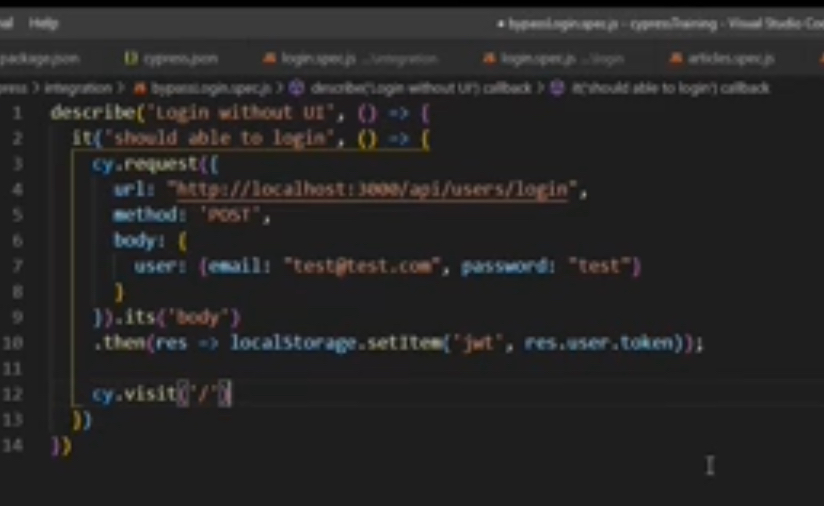 Help
bypassLogin.spec.js - cypressTraining - Visual Studio Co
package.json cypress.json login.spec.js ...\integration login.spec.js ...\login articles.spec.js
press > integration > bypassLogin.spec.js > describe('Login without UI') callback > it('should able to login') callback
1 describe('Login without UI', () => {
2 it('should able to login', () => {
3 cy.request({
4 url: "http://localhost:3000/api/users/login",
5 method: 'POST',
6 body: {
7 user: {email: "test@test.com", password: "test"}
8 }
9 }).its('body')
10 .then(res => localStorage.setItem('jwt', res.user.token));
11
12 cy.visit('/')
13 })
14 })